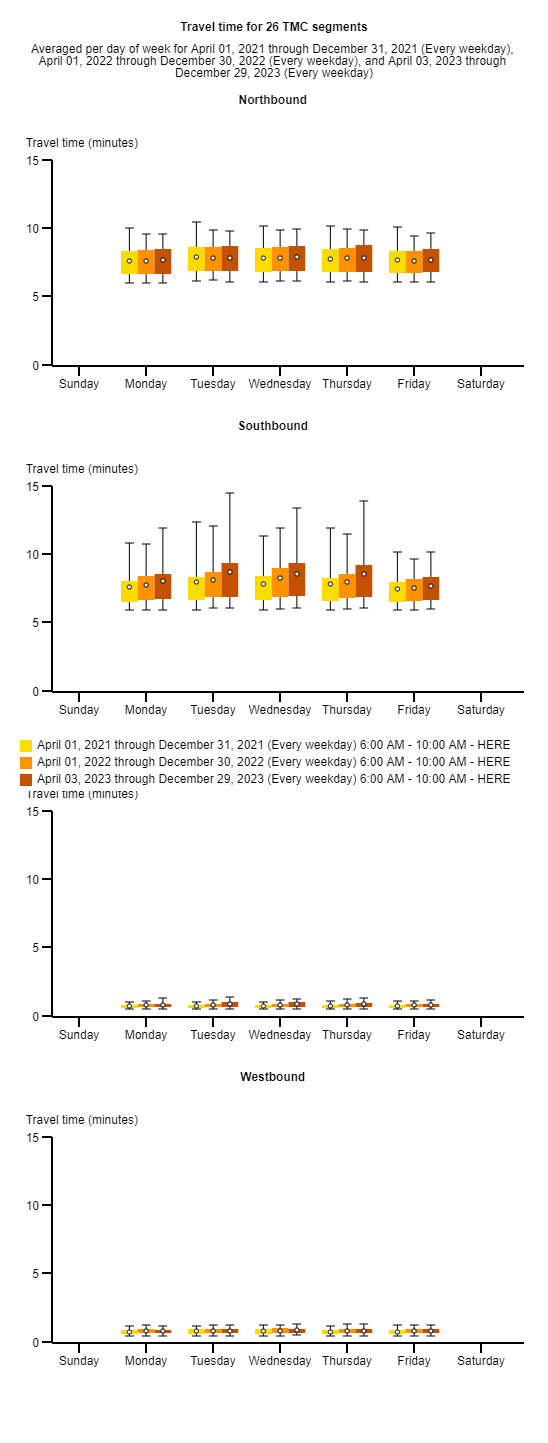 Travel time for 26 TMC segments
Averaged per day of week for April 01, 2021 through December 31, 2021 (Every weekday),
April 01, 2022 through December 30, 2022 (Every weekday), and April 03, 2023 through
December 29, 2023 (Every weekday)
Northbound
Travel time (minutes)
15
10
5
0
Sunday Monday Tuesday Wednesday Thursday Friday Saturday
Southbound
Travel time (minutes)
15
10
5
0
Sunday Monday Tuesday Wednesday Thursday Friday Saturday
April 01, 2021 through December 31, 2021 (Every weekday) 6:00 AM - 10:00 AM - HERE
April 01, 2022 through December 30, 2022 (Every weekday) 6:00 AM - 10:00 AM - HERE
April 03, 2023 through December 29, 2023 (Every weekday) 6:00 AM - 10:00 AM - HERE
Travel time (minutes)
15
10
5
0
Sunday Monday Tuesday Wednesday Thursday Friday Saturday
Westbound
Travel time (minutes)
15
10
5
0
Sunday Monday Tuesday Wednesday Thursday Friday Saturday